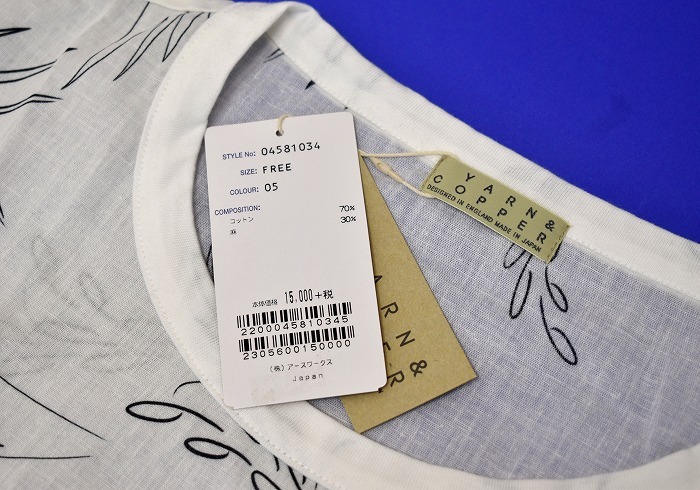 STYLE No: 04581034
SIZE: FREE
COLOUR: 05
COMPOSITION:
コットン 70%
麻 30%
本体価格 15,000+税
2200045810345
2305600150000
(株)アースワークス
Japan
YARN &
COPPER
DESIGNED IN ENGLAND MADE IN JAPAN
ARN &
ER